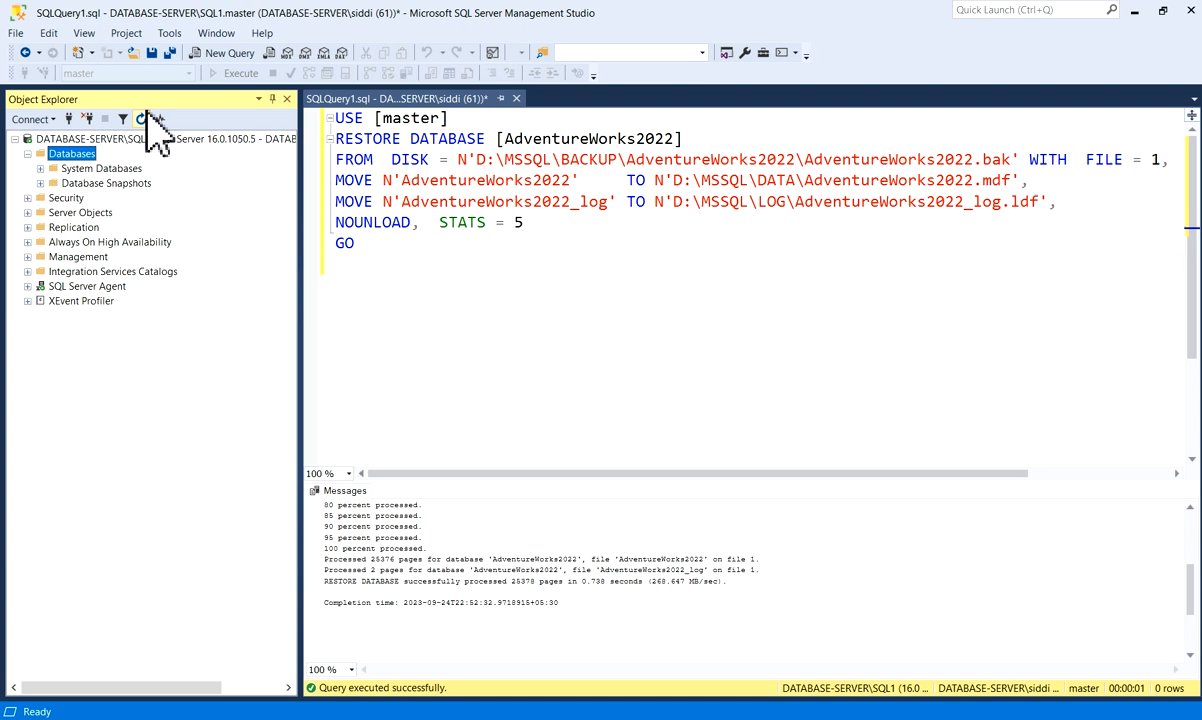 SQLQuery1.sql - DATABASE-SERVER\SQL1.master (DATABASE-SERVER\siddi (61))* - Microsoft SQL Server Management Studio
Quick Launch (Ctrl+Q)
File Edit View Project Tools Window Help
New Query
master
Execute
Object Explorer
SQLQuery1.sql - DA...SERVER\siddi (61))*
Connect
DATABASE-SERVER\SQL Server 16.0.1050.5 - DATAB
Databases
System Databases
Database Snapshots
Security
Server Objects
Replication
Always On High Availability
Management
Integration Services Catalogs
SQL Server Agent
XEvent Profiler
USE [master]
RESTORE DATABASE [AdventureWorks2022]
FROM DISK = N'D:\MSSQL\BACKUP\AdventureWorks2022\AdventureWorks2022.bak' WITH FILE = 1,
MOVE N'AdventureWorks2022' TO N'D:\MSSQL\DATA\AdventureWorks2022.mdf',
MOVE N'AdventureWorks2022_log' TO N'D:\MSSQL\LOG\AdventureWorks2022_log.ldf',
NOUNLOAD, STATS = 5
GO
100 %
Messages
80 percent processed.
85 percent processed.
90 percent processed.
95 percent processed.
100 percent processed.
Processed 25376 pages for database 'AdventureWorks2022', file 'AdventureWorks2022' on file 1.
Processed 2 pages for database 'AdventureWorks2022', file 'AdventureWorks2022_log' on file 1.
RESTORE DATABASE successfully processed 25378 pages in 0.738 seconds (268.647 MB/sec).
Completion time: 2023-09-24T22:52:32.9718915+05:30
100 %
Query executed successfully.
DATABASE-SERVER\SQL1 (16.0 ... DATABASE-SERVER\siddi ... master 00:00:01 0 rows
Ready